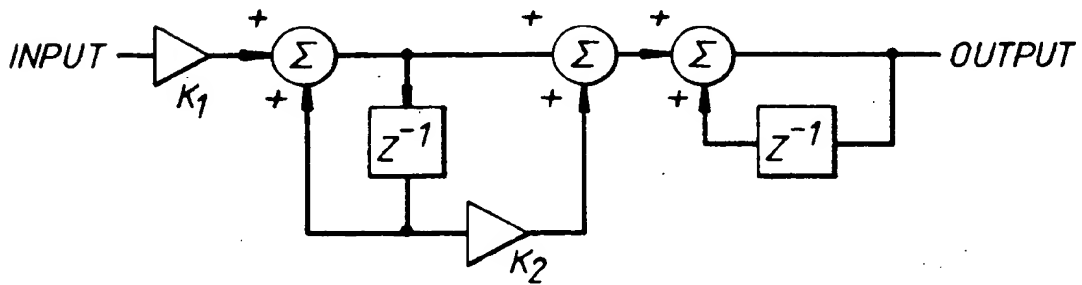 INPUT
K₁
+
+
Σ
Z⁻¹
K₂
+
+
Σ
+
+
Σ
Z⁻¹
OUTPUT